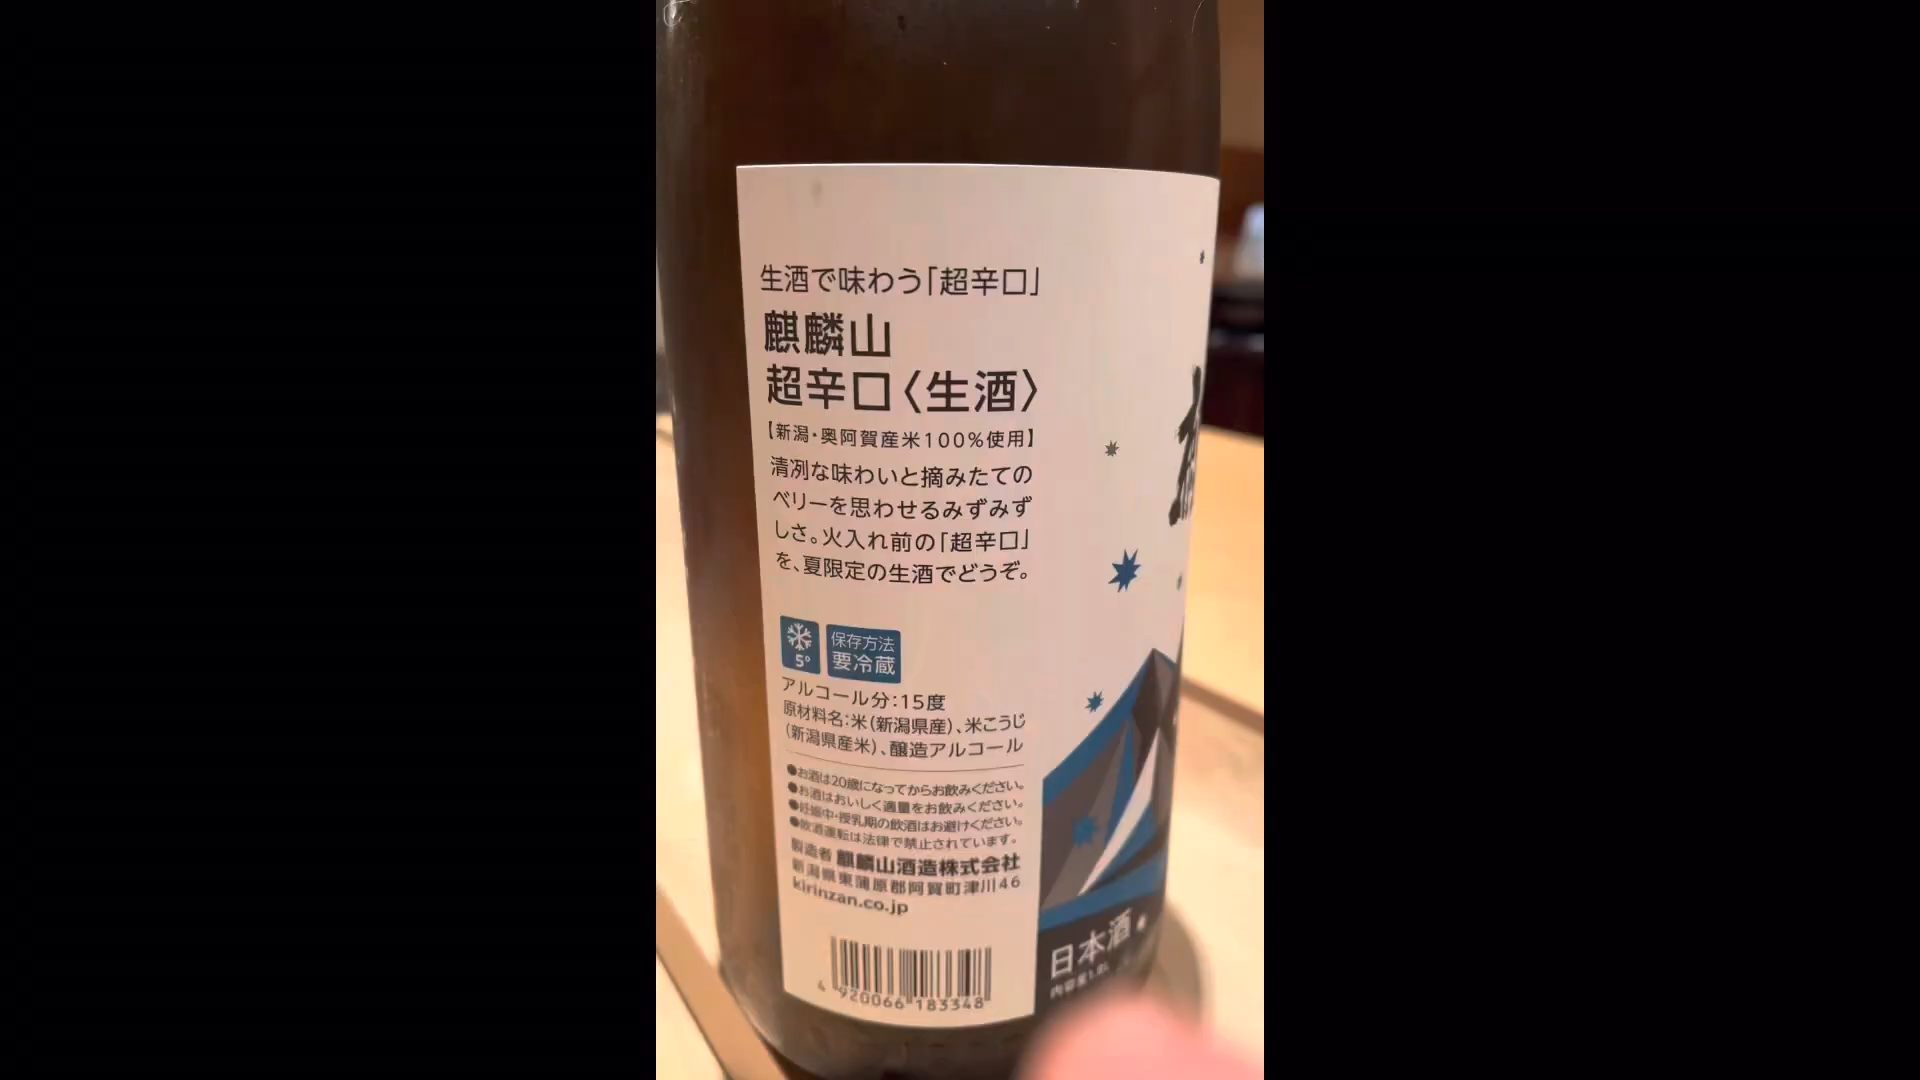 生酒で味わう「超辛口」
麒麟山
超辛口〈生酒〉
【新潟・奥阿賀産米100%使用】
清冽な味わいと摘みたての
ベリーを思わせるみずみず
しさ。火入れ前の「超辛口」
を、夏限定の生酒でどうぞ。
5°
保存方法
要冷蔵
アルコール分:15度
原材料名:米(新潟県産)、米こうじ
(新潟県産米)、醸造アルコール
●お酒は20歳になってからお飲みください。
●お酒はおいしく適量をお飲みください。
●妊娠中・授乳期の飲酒はお避けください。
●飲酒運転は法律で禁止されています。
製造者 麒麟山酒造株式会社
新潟県東蒲原郡阿賀町津川46
kirinzan.co.jp
4 920066 183348
日本酒
内容量1.8L